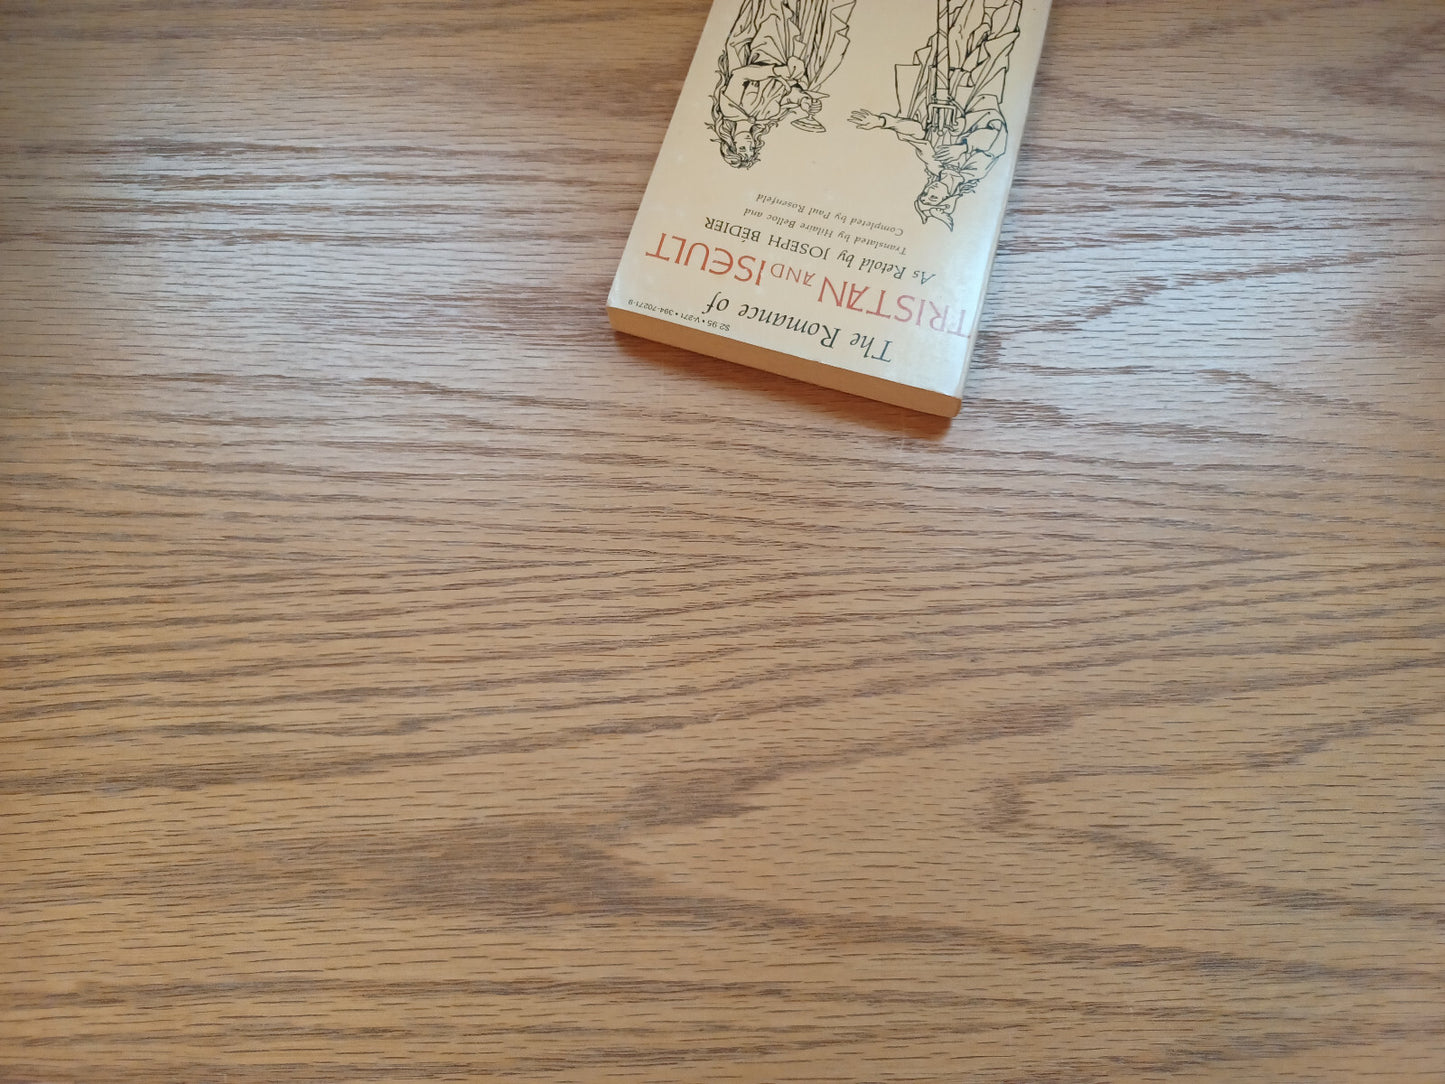 $2.95 • V-271 • 394-70271-9
The Romance of
TRISTAN AND ISEULT
As Retold by JOSEPH BÉDIER
Translated by Hilaire Belloc and
Completed by Paul Rosenfeld